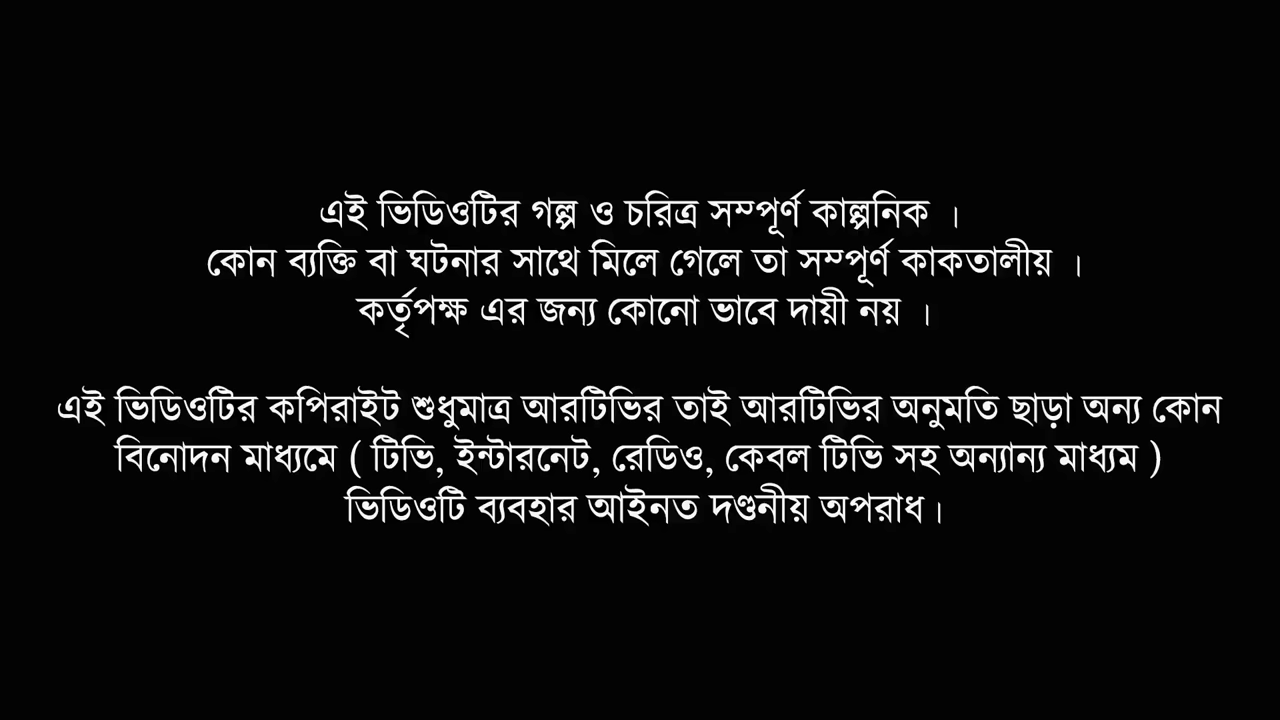 এই ভিডিওটির গল্প ও চরিত্র সম্পূর্ণ কাল্পনিক ।
কোন ব্যক্তি বা ঘটনার সাথে মিলে গেলে তা সম্পূর্ণ কাকতালীয় ।
কর্তৃপক্ষ এর জন্য কোনো ভাবে দায়ী নয় ।
এই ভিডিওটির কপিরাইট শুধুমাত্র আরটিভির তাই আরটিভির অনুমতি ছাড়া অন্য কোন
বিনোদন মাধ্যমে ( টিভি, ইন্টারনেট, রেডিও, কেবল টিভি সহ অন্যান্য মাধ্যম )
ভিডিওটি ব্যবহার আইনত দণ্ডনীয় অপরাধ।